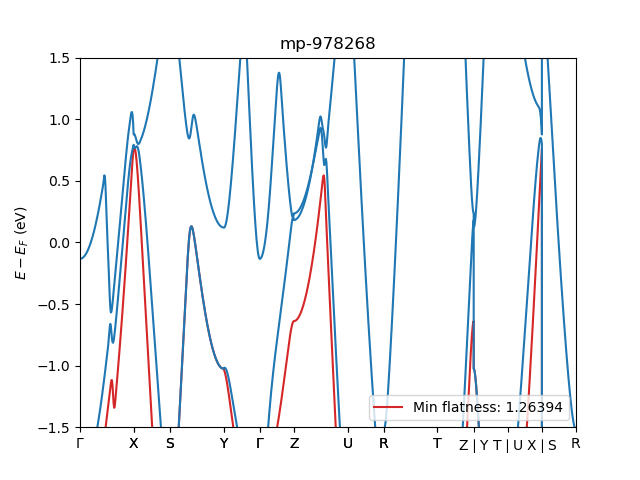 mp-978268
E − E_F (eV)
1.5
1.0
0.5
0.0
−0.5
−1.0
−1.5
Min flatness: 1.26394
Γ X S Y Γ Z U R T Z|Y T|U X|S R